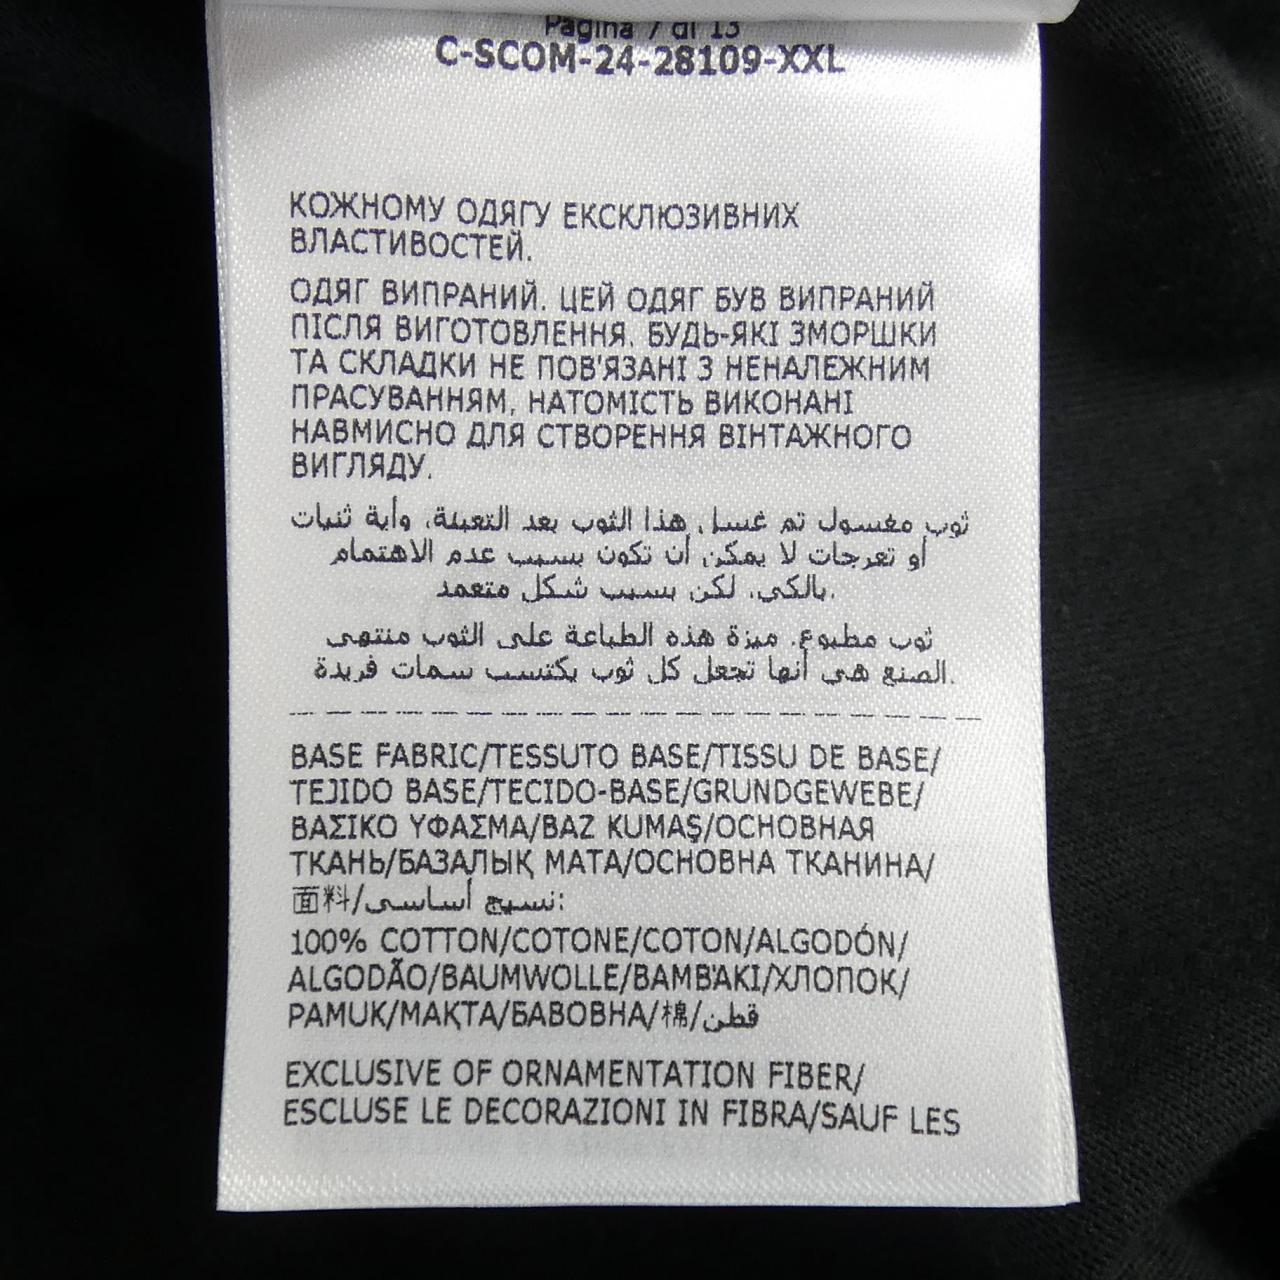 Pagina 7 di 13
C-SCOM-24-28109-XXL
КОЖНОМУ ОДЯГУ ЕКСКЛЮЗИВНИХ
ВЛАСТИВОСТЕЙ.
ОДЯГ ВИПРАНИЙ. ЦЕЙ ОДЯГ БУВ ВИПРАНИЙ
ПІСЛЯ ВИГОТОВЛЕННЯ. БУДЬ-ЯКІ ЗМОРШКИ
ТА СКЛАДКИ НЕ ПОВ'ЯЗАНІ З НЕНАЛЕЖНИМ
ПРАСУВАННЯМ, НАТОМІСТЬ ВИКОНАНІ
НАВМИСНО ДЛЯ СТВОРЕННЯ ВІНТАЖНОГО
ВИГЛЯДУ.
ثوب مغسول تم غسل، هذا الثوب بعد التعبئة، وأية ثنيات
أو تعرجات لا يمكن أن تكون بسبب عدم الاهتمام
بالكي، لكن بسبب شكل متعمد.
ثوب مطبوع. ميزة هذه الطباعة على الثوب منتهى
الصنع هي أنها تجعل كل ثوب يكتسب سمات فريدة.
BASE FABRIC/TESSUTO BASE/TISSU DE BASE/
TEJIDO BASE/TECIDO-BASE/GRUNDGEWEBE/
ΒΑΣΙΚΟ ΥΦΑΣΜΑ/BAZ KUMAŞ/ОСНОВНАЯ
ТКАНЬ/БАЗАЛЫҚ МАТА/ОСНОВНА ТКАНИНА/
面料/نسيج أساسي:
100% COTTON/COTONE/COTON/ALGODÓN/
ALGODÃO/BAUMWOLLE/ΒΑΜΒΆΚΙ/ХЛОПОК/
PAMUK/МАҚТА/БАВОВНА/棉/قطن
EXCLUSIVE OF ORNAMENTATION FIBER/
ESCLUSE LE DECORAZIONI IN FIBRA/SAUF LES